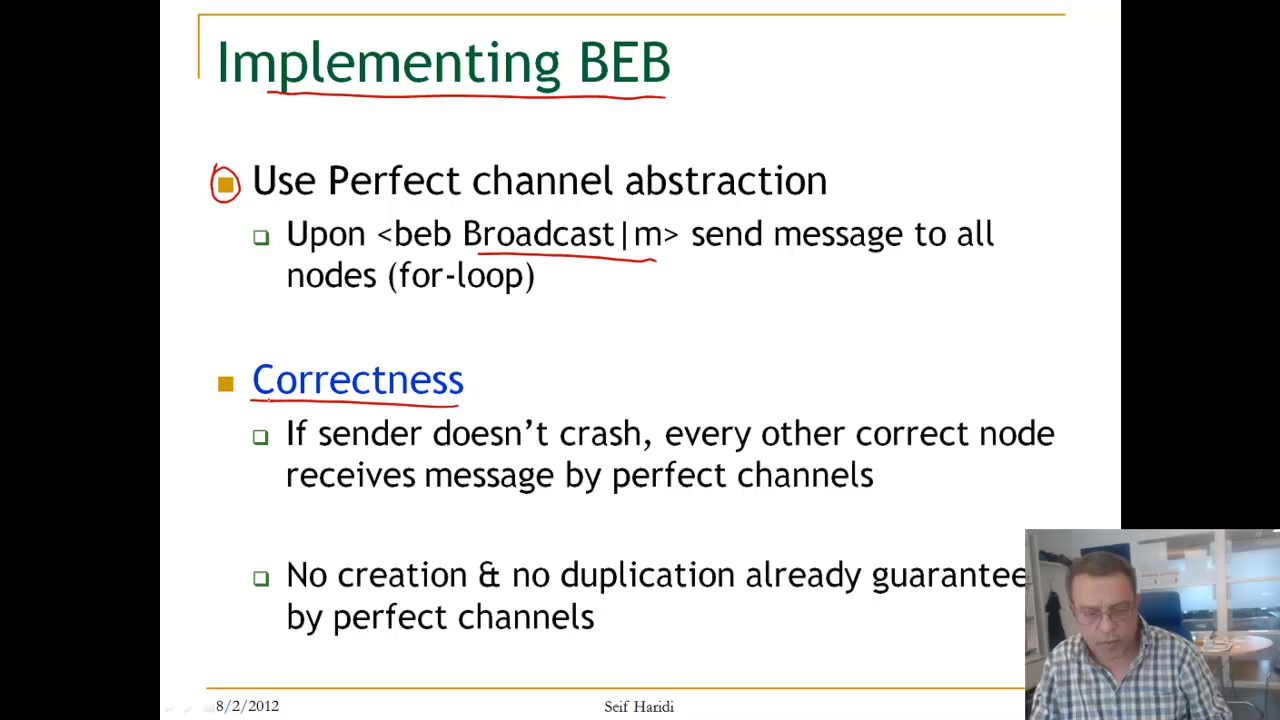 Implementing BEB
Use Perfect channel abstraction
Upon <beb Broadcast|m> send message to all
nodes (for-loop)
Correctness
If sender doesn't crash, every other correct node
receives message by perfect channels
No creation & no duplication already guarantee
by perfect channels
8/2/2012
Seif Haridi